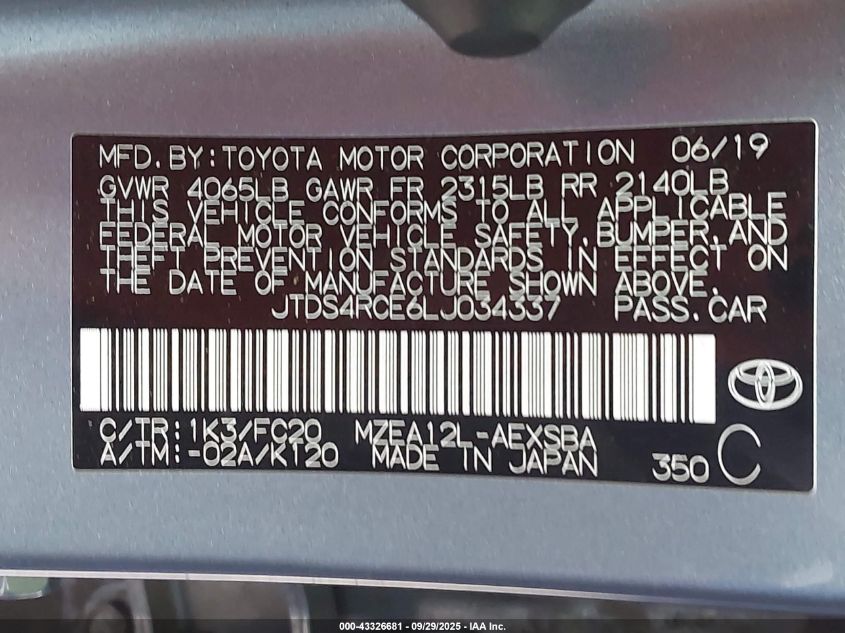 MFD. BY: TOYOTA MOTOR CORPORATION 06/19
GVWR 4065LB GAWR FR 2315LB RR 2140LB
THIS VEHICLE CONFORMS TO ALL APPLICABLE
FEDERAL MOTOR VEHICLE SAFETY, BUMPER, AND
THEFT PREVENTION STANDARDS IN EFFECT ON
THE DATE OF MANUFACTURE SHOWN ABOVE.
JTDS4RCE6LJ034337 PASS. CAR
C/TR: 1K3/FC20 MZEA12L-AEXSBA
A/TM: -02A/K120 MADE IN JAPAN 350 C
000-43326681 / 09/29/2025 - IAA Inc.